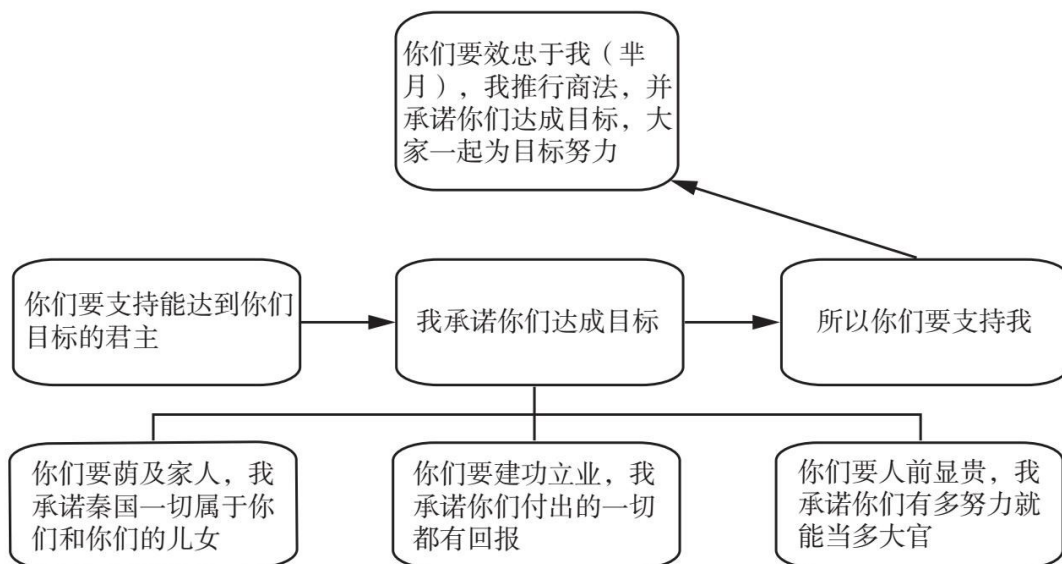 你们要效忠于我（芈
月），我推行商法，并
承诺你们达成目标，大
家一起为目标努力
你们要支持能达到你们
目标的君主
我承诺你们达成目标
所以你们要支持我
你们要荫及家人，我
承诺秦国一切属于你
们和你们的儿女
你们要建功立业，我
承诺你们付出的一切
都有回报
你们要人前显贵，我
承诺你们有多努力就
能当多大官